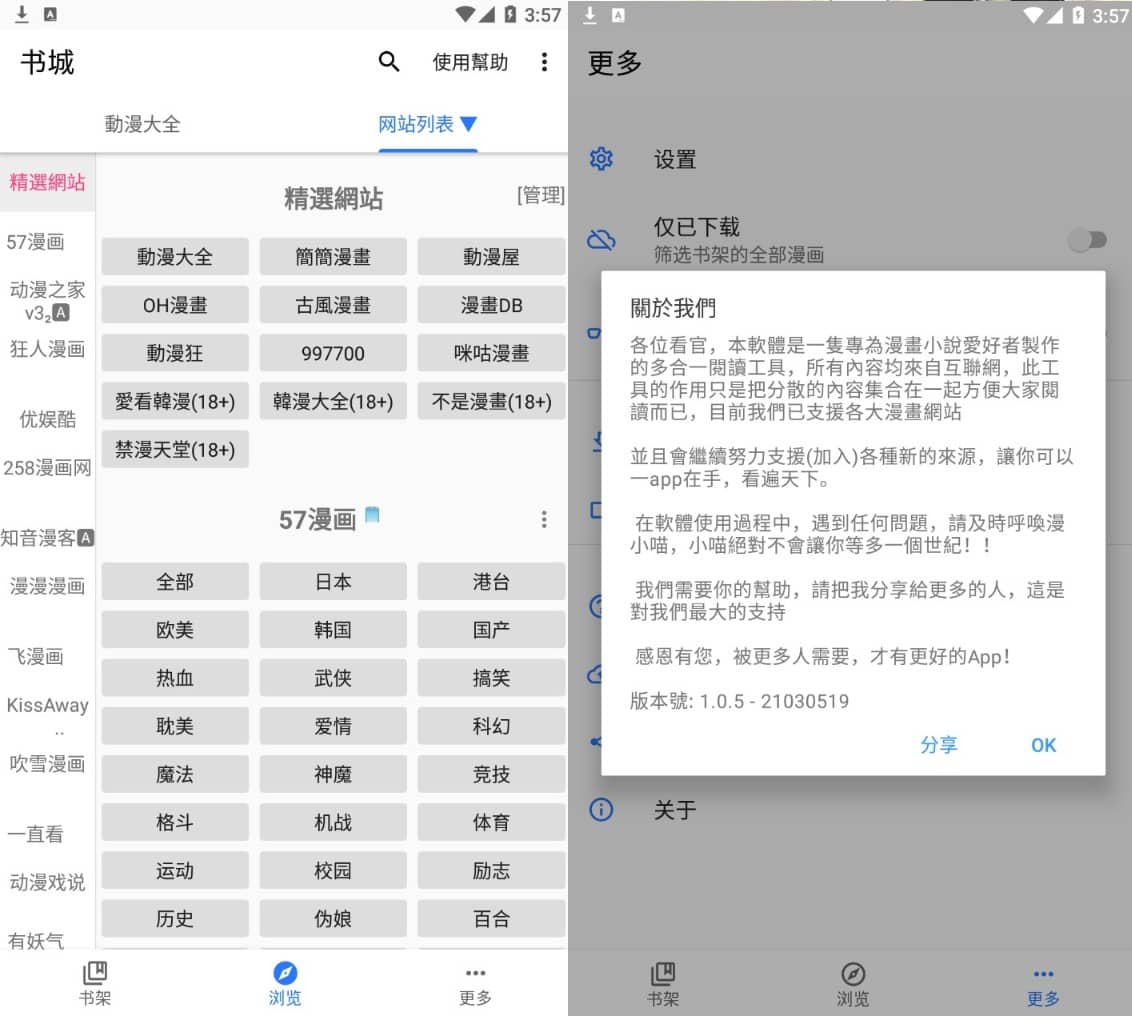 3:57
书城
使用幫助
動漫大全
网站列表▼
精選網站
57漫画
动漫之家
v3₂🅰
狂人漫画
优娱酷
258漫画网
知音漫客🅰
漫漫漫画
飞漫画
KissAway
..
吹雪漫画
一直看
动漫戏说
有妖气
精選網站
[管理]
動漫大全 簡簡漫畫 動漫屋
OH漫畫 古風漫畫 漫畫DB
動漫狂 997700 咪咕漫畫
愛看韓漫(18+) 韓漫大全(18+) 不是漫畫(18+)
禁漫天堂(18+)
57漫画
全部 日本 港台
欧美 韩国 国产
热血 武侠 搞笑
耽美 爱情 科幻
魔法 神魔 竞技
格斗 机战 体育
运动 校园 励志
历史 伪娘 百合
书架 浏览 更多
3:57
更多
设置
仅已下载
筛选书架的全部漫画
關於我們
各位看官，本軟體是一隻專為漫畫小說愛好者製作
的多合一閱讀工具，所有內容均來自互聯網，此工
具的作用只是把分散的內容集合在一起方便大家閱
讀而已，目前我們已支援各大漫畫網站
並且會繼續努力支援(加入)各種新的來源，讓你可以
一app在手，看遍天下。
在軟體使用過程中，遇到任何問題，請及時呼喚漫
小喵，小喵絕對不會讓你等多一個世紀！！
我們需要你的幫助，請把我分享給更多的人，這是
對我們最大的支持
感恩有您，被更多人需要，才有更好的App！
版本號: 1.0.5 - 21030519
分享 OK
关于
书架 浏览 更多